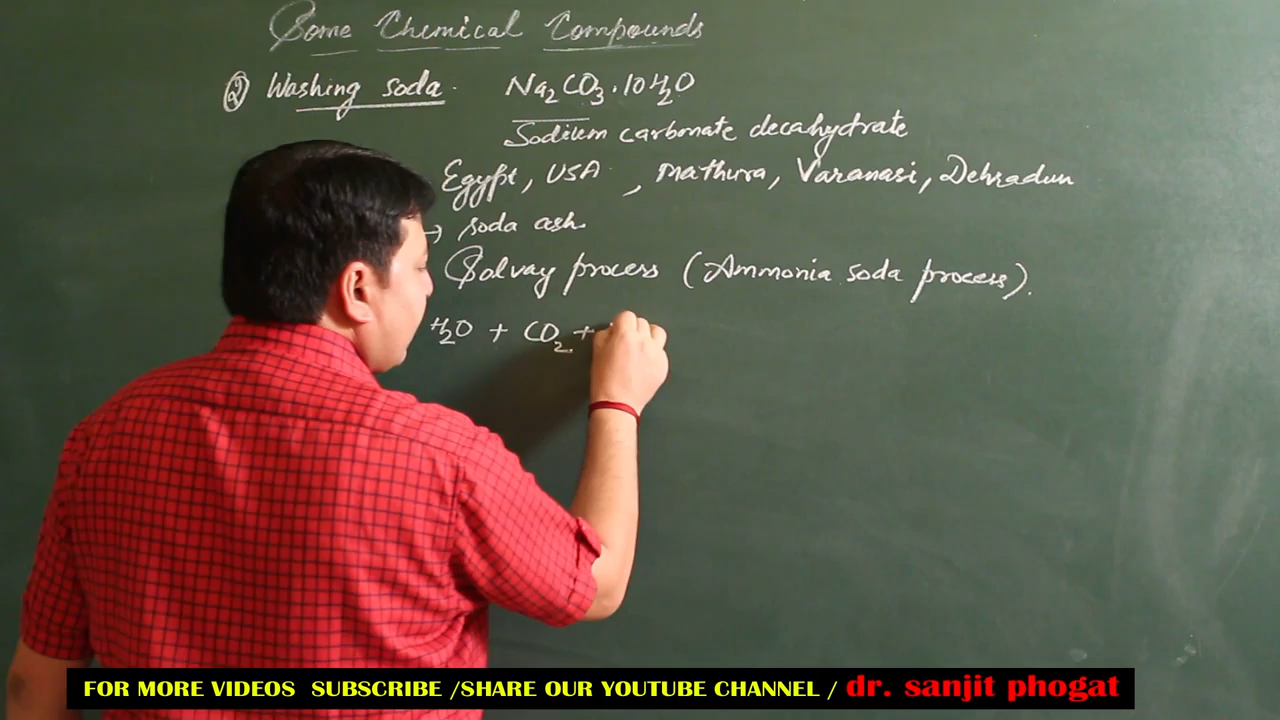 Some Chemical Compounds
② Washing soda. Na₂CO₃.10H₂O
Sodium carbonate decahydrate
Egypt, USA, Mathura, Varanasi, Dehradun
→ soda ash.
Solvay process (Ammonia soda process).
H₂O + CO₂ +
FOR MORE VIDEOS SUBSCRIBE /SHARE OUR YOUTUBE CHANNEL / dr. sanjit phogat